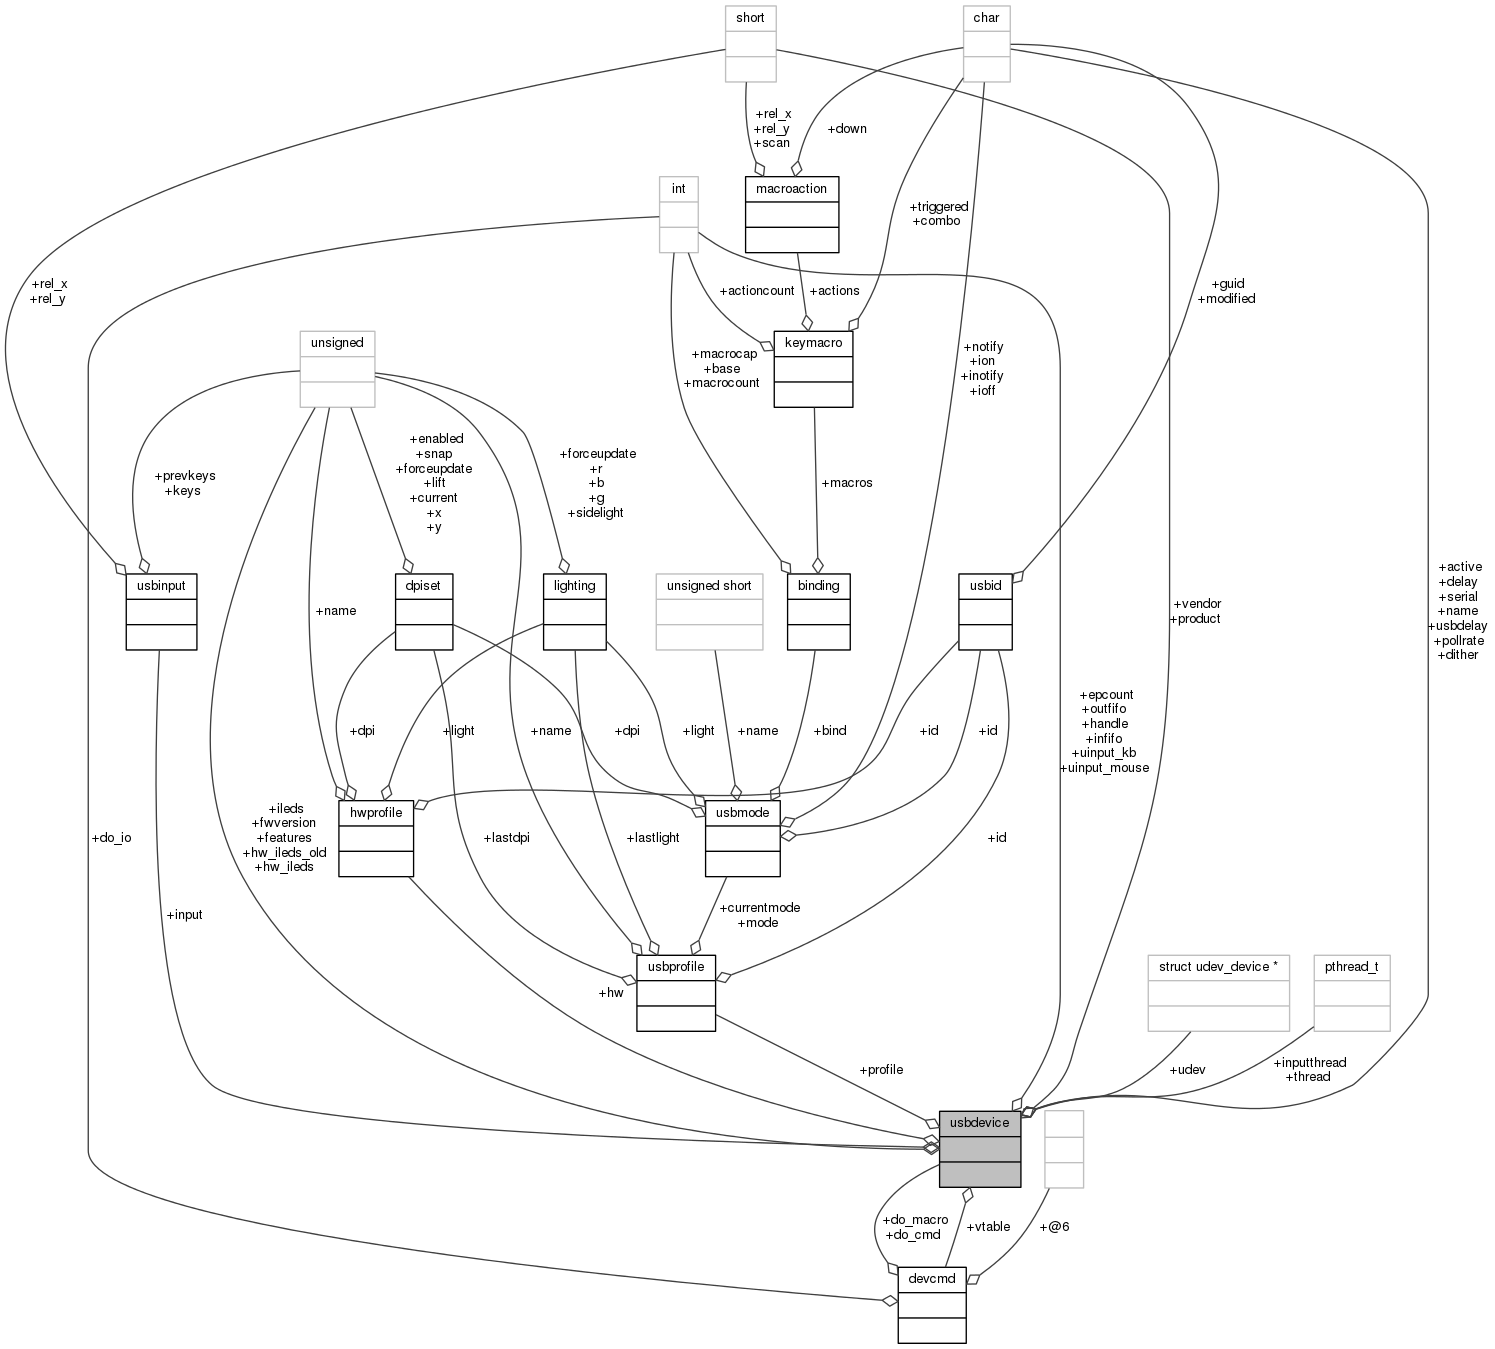 short
char
+rel_x
+rel_y
+scan
+down
int
macroaction
+triggered
+combo
+rel_x
+rel_y
+actioncount
+actions
+guid
+modified
unsigned
keymacro
+macrocap
+base
+macrocount
+notify
+ion
+inotify
+ioff
+enabled
+snap
+forceupdate
+lift
+current
+x
+y
+forceupdate
+r
+b
+g
+sidelight
+prevkeys
+keys
+macros
usbinput
dpiset
lighting
unsigned short
binding
usbid
+name
+vendor
+product
+active
+delay
+serial
+name
+usbdelay
+pollrate
+dither
+epcount
+outfifo
+handle
+infifo
+uinput_kb
+uinput_mouse
+dpi
+light
+name
+dpi
+light
+name
+bind
+id
+id
hwprofile
usbmode
+do_io
+ileds
+fwversion
+features
+hw_ileds_old
+hw_ileds
+lastdpi
+lastlight
+id
+input
+currentmode
+mode
usbprofile
struct udev_device *
pthread_t
+hw
+profile
+udev
+inputthread
+thread
usbdevice
+do_macro
+do_cmd
+vtable
+@6
devcmd